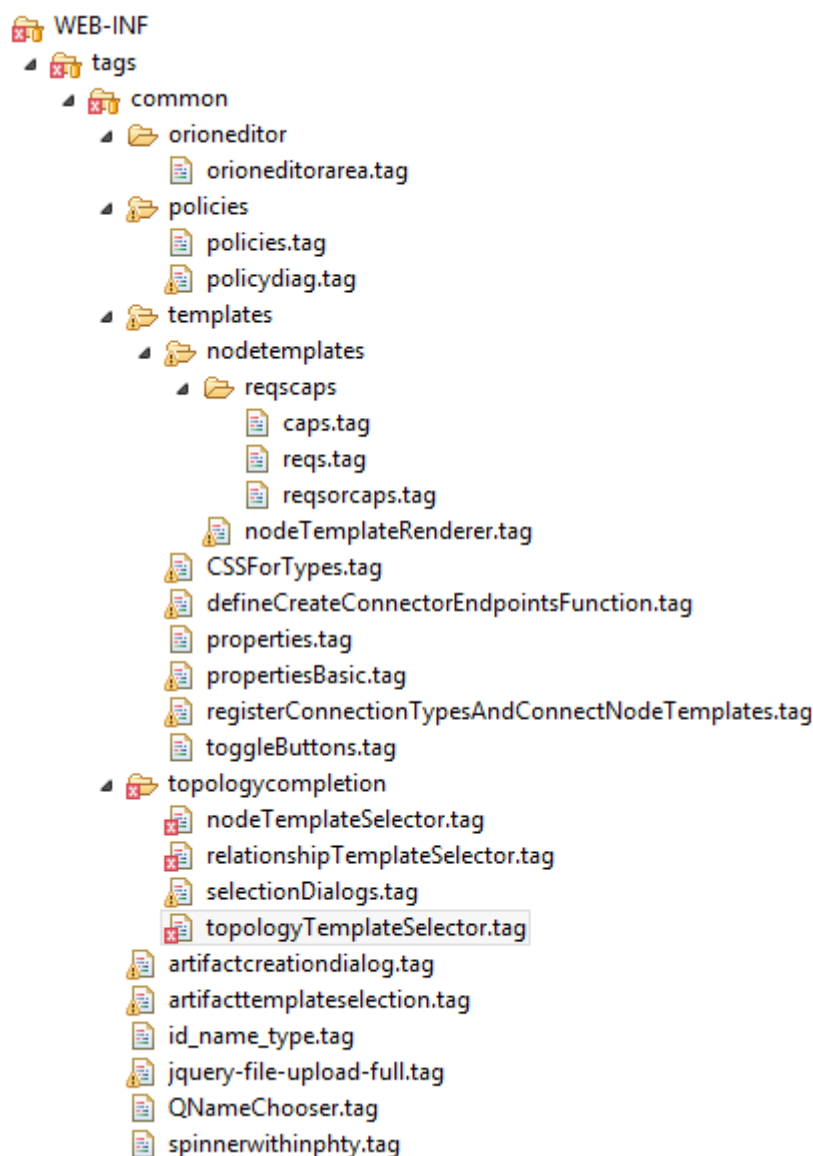 WEB-INF
tags
common
orioneditor
orioneditorarea.tag
policies
policies.tag
policydiag.tag
templates
nodetemplates
reqscaps
caps.tag
reqs.tag
reqsorcaps.tag
nodeTemplateRenderer.tag
CSSForTypes.tag
defineCreateConnectorEndpointsFunction.tag
properties.tag
propertiesBasic.tag
registerConnectionTypesAndConnectNodeTemplates.tag
toggleButtons.tag
topologycompletion
nodeTemplateSelector.tag
relationshipTemplateSelector.tag
selectionDialogs.tag
topologyTemplateSelector.tag
artifactcreationdialog.tag
artifacttemplateselection.tag
id_name_type.tag
jquery-file-upload-full.tag
QNameChooser.tag
spinnerwithinphty.tag